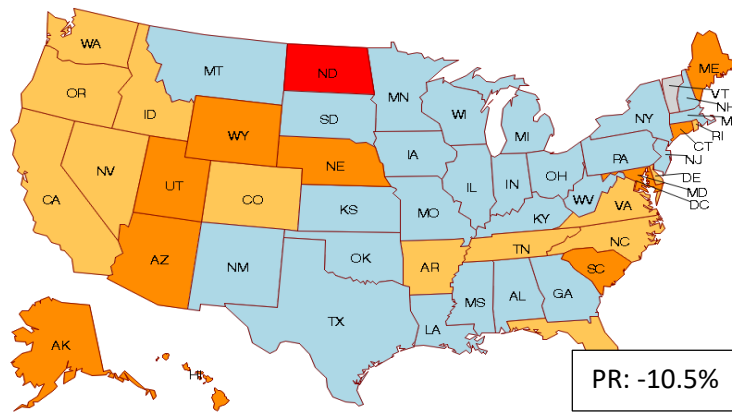 WA
MT
ND
MN
ME
VT
NH
M
RI
CT
NJ
DE
MD
DC
OR
ID
WY
SD
WI
MI
NY
PA
NV
UT
CO
NE
IA
IL
IN
OH
WV
VA
CA
KS
MO
KY
NC
TN
SC
AZ
NM
OK
AR
MS
AL
GA
TX
LA
AK
PR: -10.5%